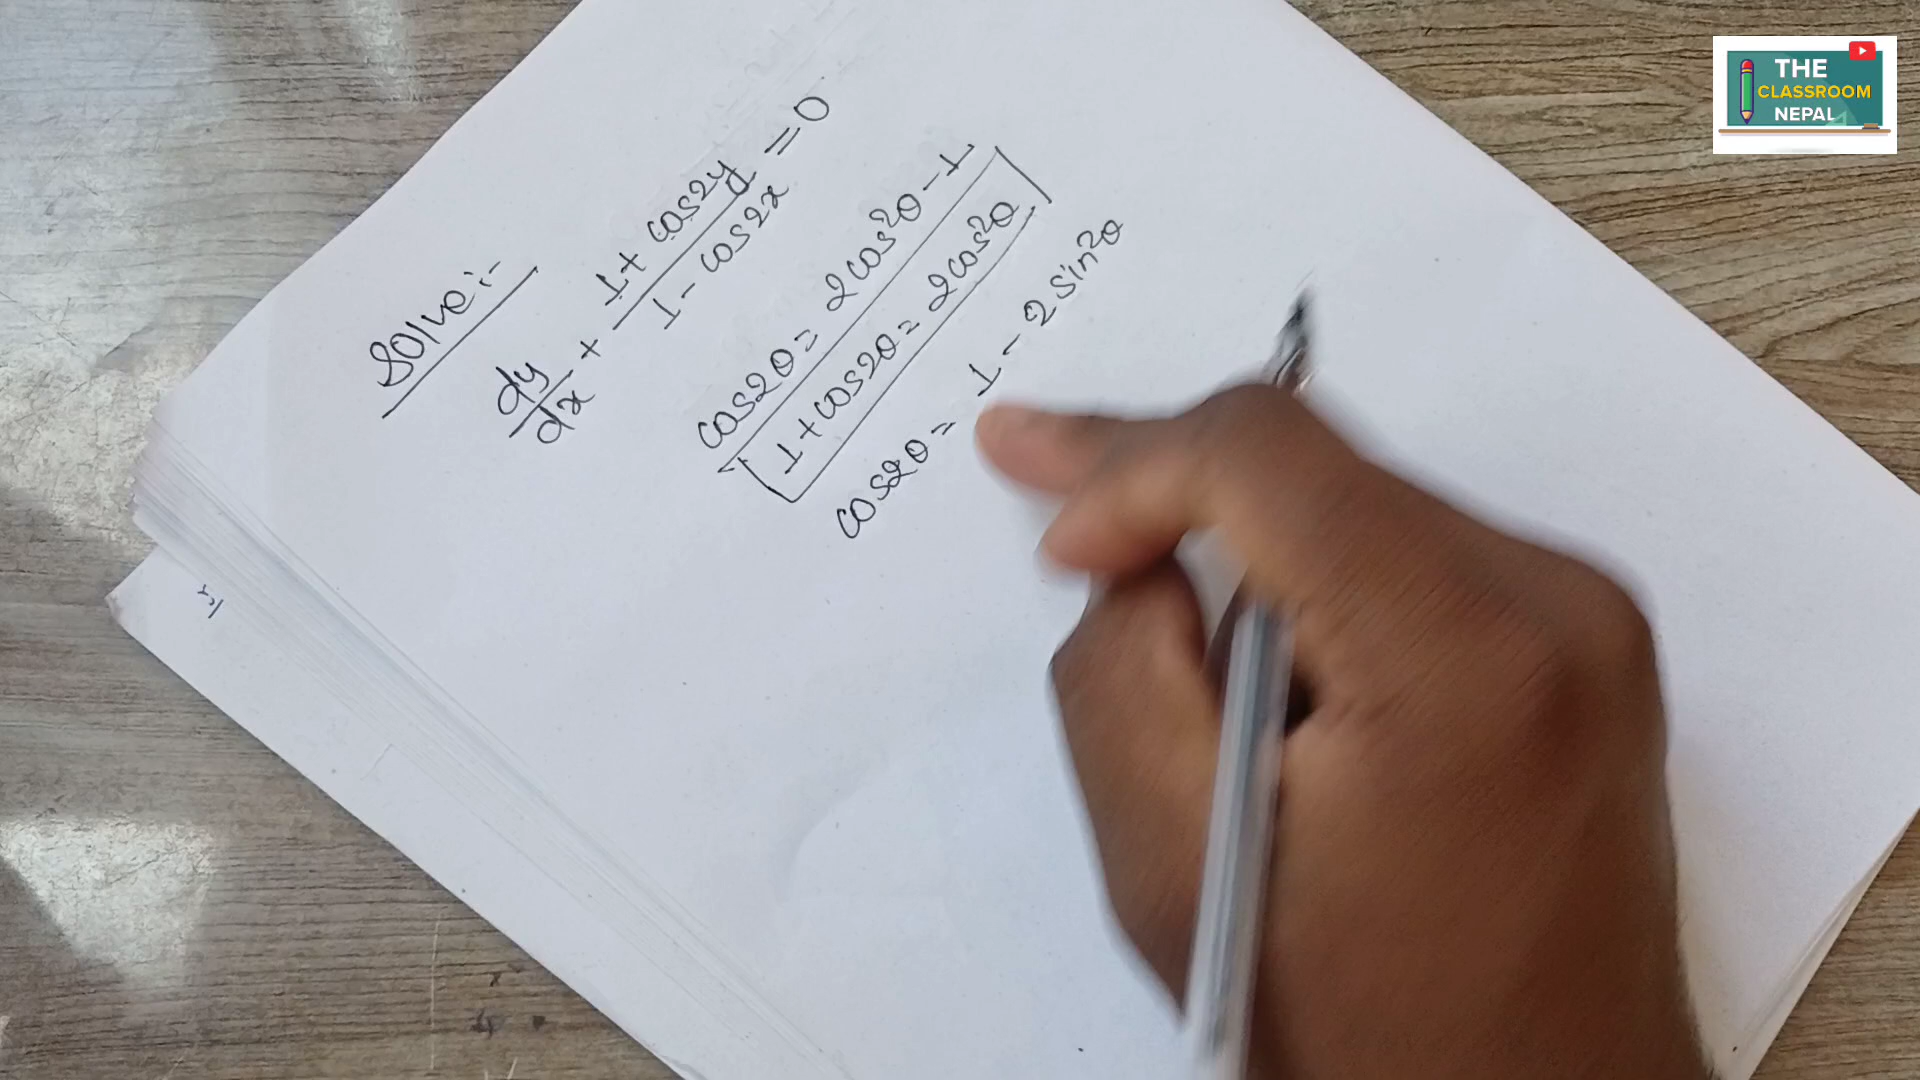 Solve:-
dy/dx + (1 + cos2y)/(1 - cos2x) = 0
cos2θ = 2cos²θ - 1
1 + cos2θ = 2cos²θ
cos2θ = 1 - 2sin²θ
THE
CLASSROOM
NEPAL